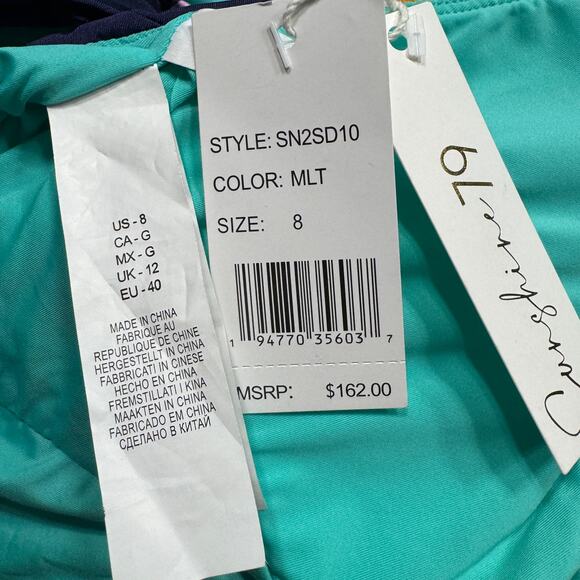 US - 8
CA - G
MX - G
UK - 12
EU - 40
MADE IN CHINA
FABRIQUE AU
REPUBLIQUE DE CHINE
HERGESTELLT IN CHINA
FABBRICATI IN CINESE
HECHO EN CHINA
FREMSTILLATI I KINA
MAAKTEN IN CHINA
FABRICADO EM CHINA
СДЕЛАНО В КИТАЙ
STYLE: SN2SD10
COLOR: MLT
SIZE: 8
1 94770 35603 7
MSRP: $162.00
Sunshine 79